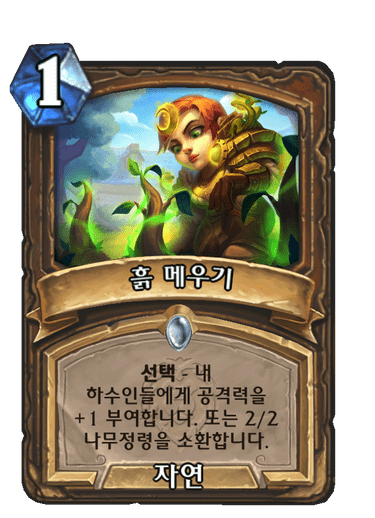 1
흙 메우기
선택 - 내
하수인들에게 공격력을
+1 부여합니다. 또는 2/2
나무정령을 소환합니다.
자연